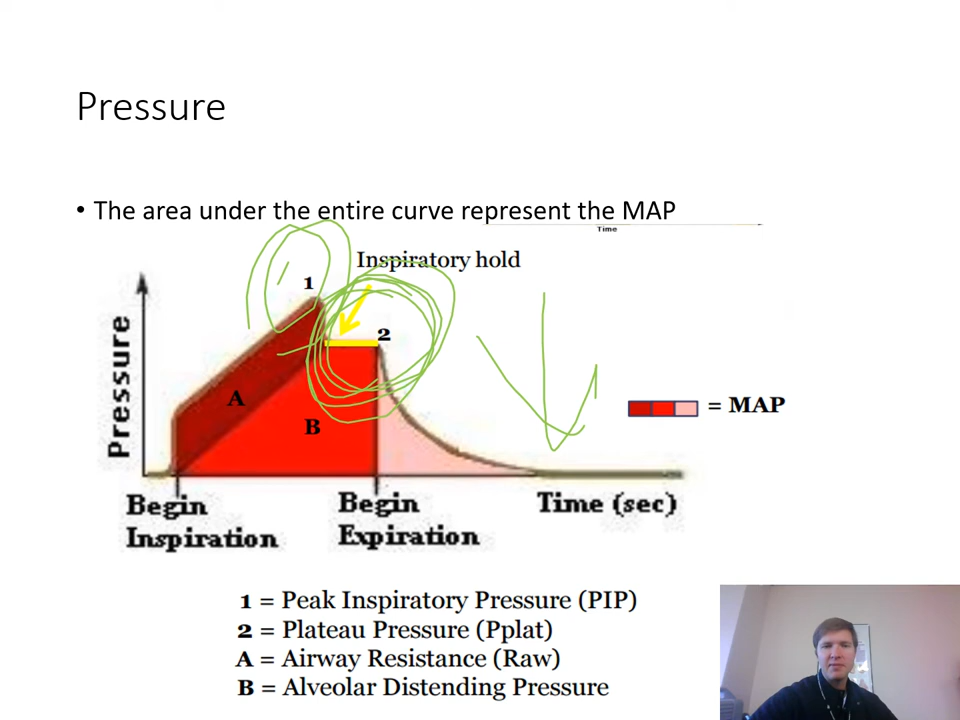 Pressure
• The area under the entire curve represent the MAP
Time
Inspiratory hold
1
2
Pressure
A
B
= MAP
Begin Inspiration
Begin Expiration
Time (sec)
1 = Peak Inspiratory Pressure (PIP)
2 = Plateau Pressure (Pplat)
A = Airway Resistance (Raw)
B = Alveolar Distending Pressure